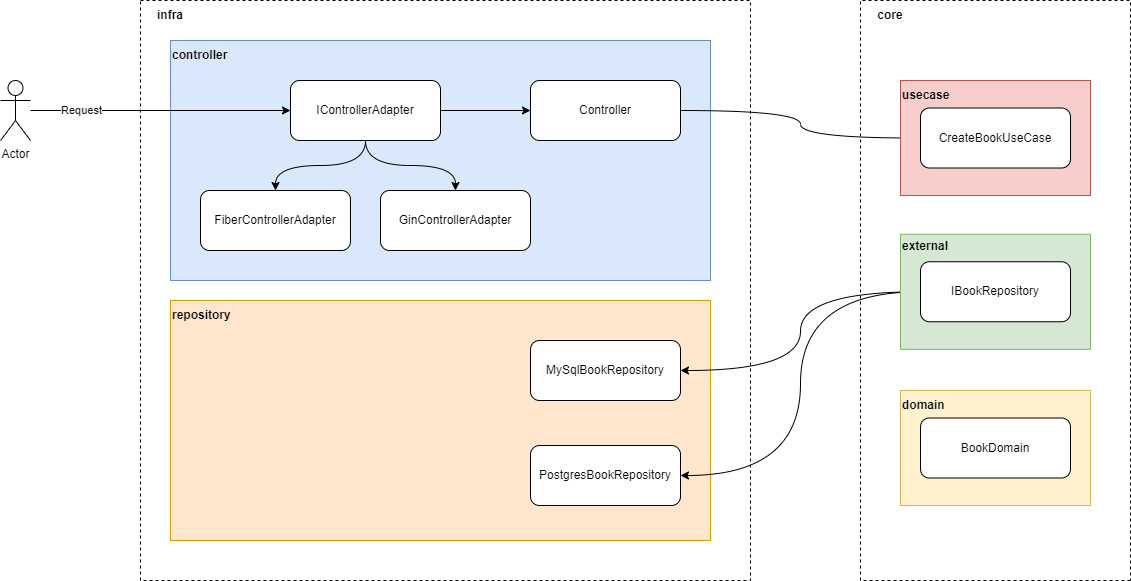 infra
core
controller
Actor
Request
IControllerAdapter
Controller
FiberControllerAdapter
GinControllerAdapter
usecase
CreateBookUseCase
external
IBookRepository
repository
MySqlBookRepository
PostgresBookRepository
domain
BookDomain